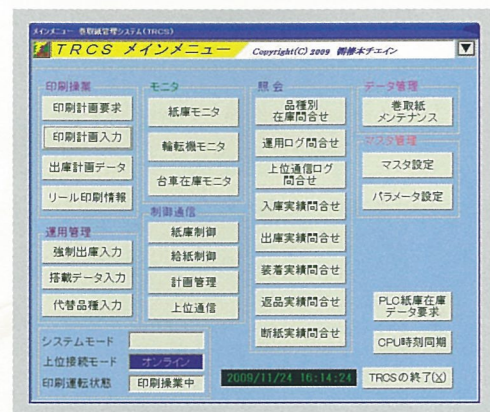 メインメニュー 巻取紙管理システム(TRCS)
TRCS メインメニュー
Copyright(C) 2009 ㈱椿本チエイン
印刷操業
印刷計画要求
印刷計画入力
出庫計画データ
リール印刷情報
運用管理
強制出庫入力
搭載データ入力
代替品種入力
モニタ
紙庫モニタ
輪転機モニタ
台車在庫モニタ
制御通信
紙庫制御
給紙制御
計画管理
上位通信
照会
品種別
在庫問合せ
運用ログ問合せ
上位通信ログ
問合せ
入庫実績問合せ
出庫実績問合せ
装着実績問合せ
返品実績問合せ
断紙実績問合せ
データ管理
巻取紙
メンテナンス
マスタ管理
マスタ設定
パラメータ設定
PLC紙庫在庫
データ要求
CPU時刻同期
TRCSの終了(X)
システムモード
上位接続モード オンライン
印刷運転状態 印刷操業中
2009/11/24 16:14:24